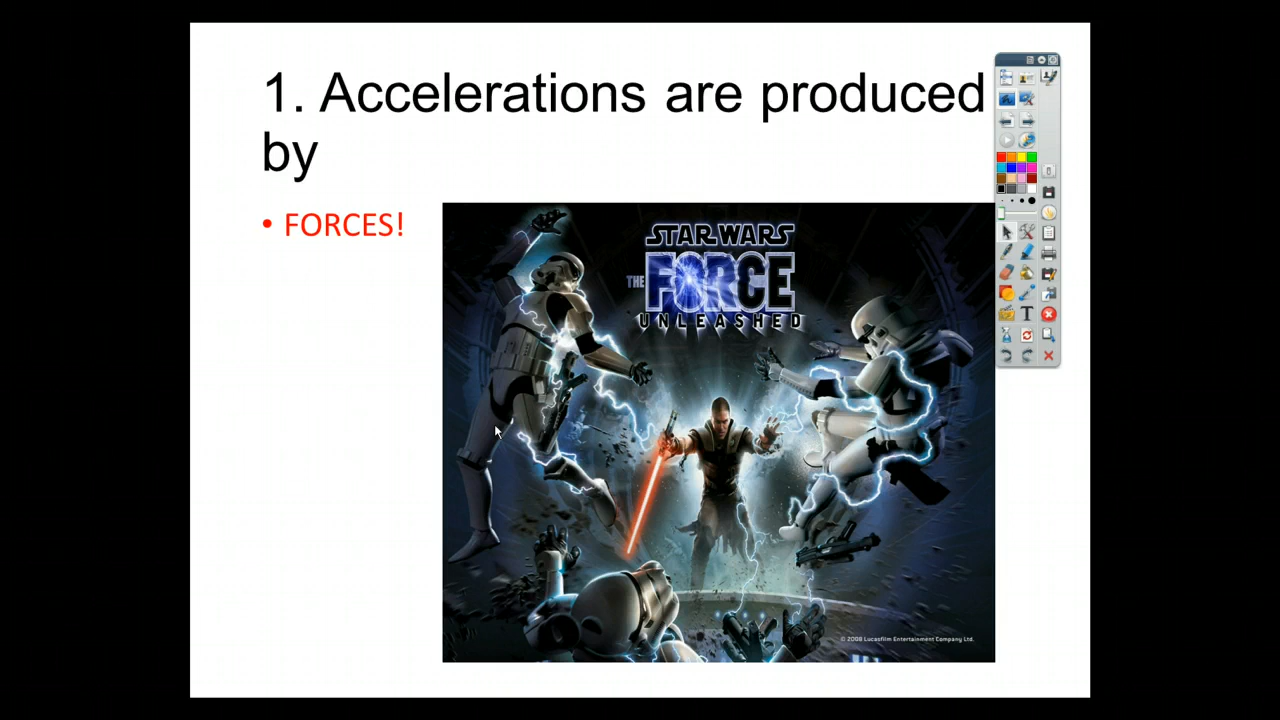 1. Accelerations are produced
by
• FORCES!
STAR WARS
THE FORCE
UNLEASHED
© 2008 Lucasfilm Entertainment Company Ltd.